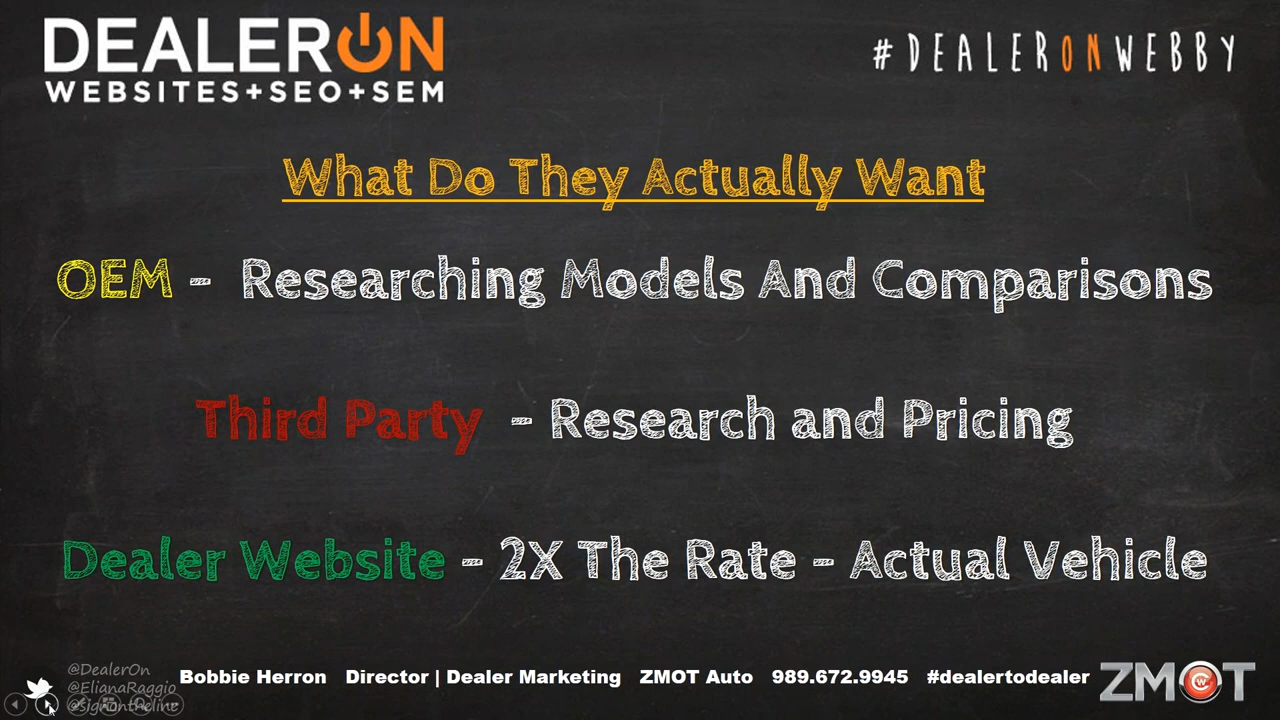 DEALERON
WEBSITES+SEO+SEM
#DEALERONWEBBY
What Do They Actually Want
OEM - Researching Models And Comparisons
Third Party - Research and Pricing
Dealer Website - 2X The Rate - Actual Vehicle
@DealerOn
@ElianaRaggio
@signontheline
Bobbie Herron Director | Dealer Marketing ZMOT Auto 989.672.9945 #dealertodealer
ZMOT